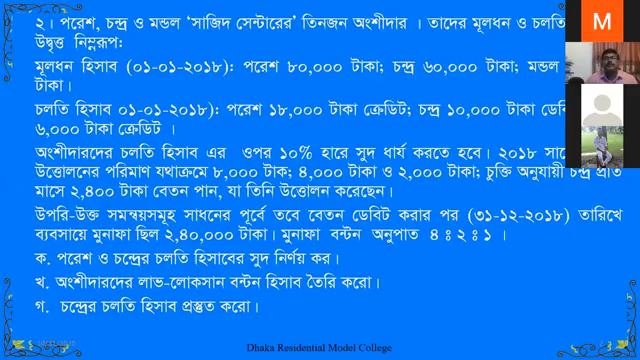 ২। পরেশ, চন্দ্র ও মন্ডল ‘সাজিদ সেন্টারের’ তিনজন অংশীদার । তাদের মূলধন ও চলতি
উদ্বৃত্ত নিম্নরূপ:
মূলধন হিসাব (০১-০১-২০১৮): পরেশ ৮০,০০০ টাকা; চন্দ্র ৬০,০০০ টাকা; মন্ডল
টাকা।
চলতি হিসাব ০১-০১-২০১৮): পরেশ ১৮,০০০ টাকা ক্রেডিট; চন্দ্র ১০,০০০ টাকা
৬,০০০ টাকা ক্রেডিট ।
অংশীদারদের চলতি হিসাব এর ওপর ১০% হারে সুদ ধার্য করতে হবে। ২০১৮
উত্তোলনের পরিমাণ যথাক্রমে ৮,০০০ টাক; ৪,০০০ টাকা ও ২,০০০ টাকা; চুক্তি অনুযায়ী চন্দ্র প্রতি
মাসে ২,৪০০ টাকা বেতন পান, যা তিনি উত্তোলন করেছেন।
উপরি-উক্ত সমন্বয়সমূহ সাধনের পূর্বে তবে বেতন ডেবিট করার পর (৩১-১২-২০১৮) তারিখে
ব্যবসায়ে মুনাফা ছিল ২,৪০,০০০ টাকা। মুনাফা বন্টন অনুপাত ৪ ঃ ২ ঃ ১ ।
ক. পরেশ ও চন্দ্রের চলতি হিসাবের সুদ নির্ণয় কর।
খ. অংশীদারদের লাভ-লোকসান বন্টন হিসাব তৈরি করো।
গ. চন্দ্রের চলতি হিসাব প্রস্তুত করো।
Dhaka Residential Model College
M